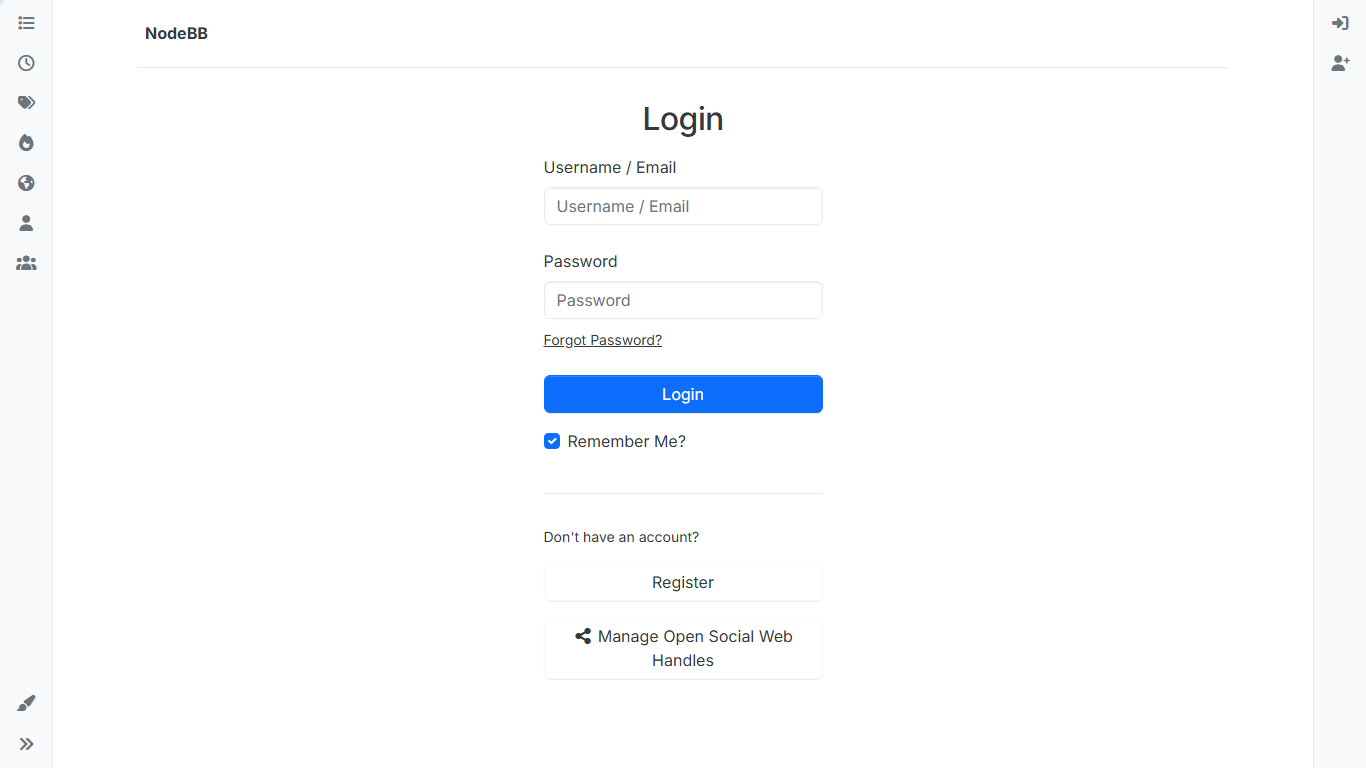 NodeBB
Login
Username / Email
Username / Email
Password
Password
Forgot Password?
Login
Remember Me?
Don't have an account?
Register
Manage Open Social Web
Handles